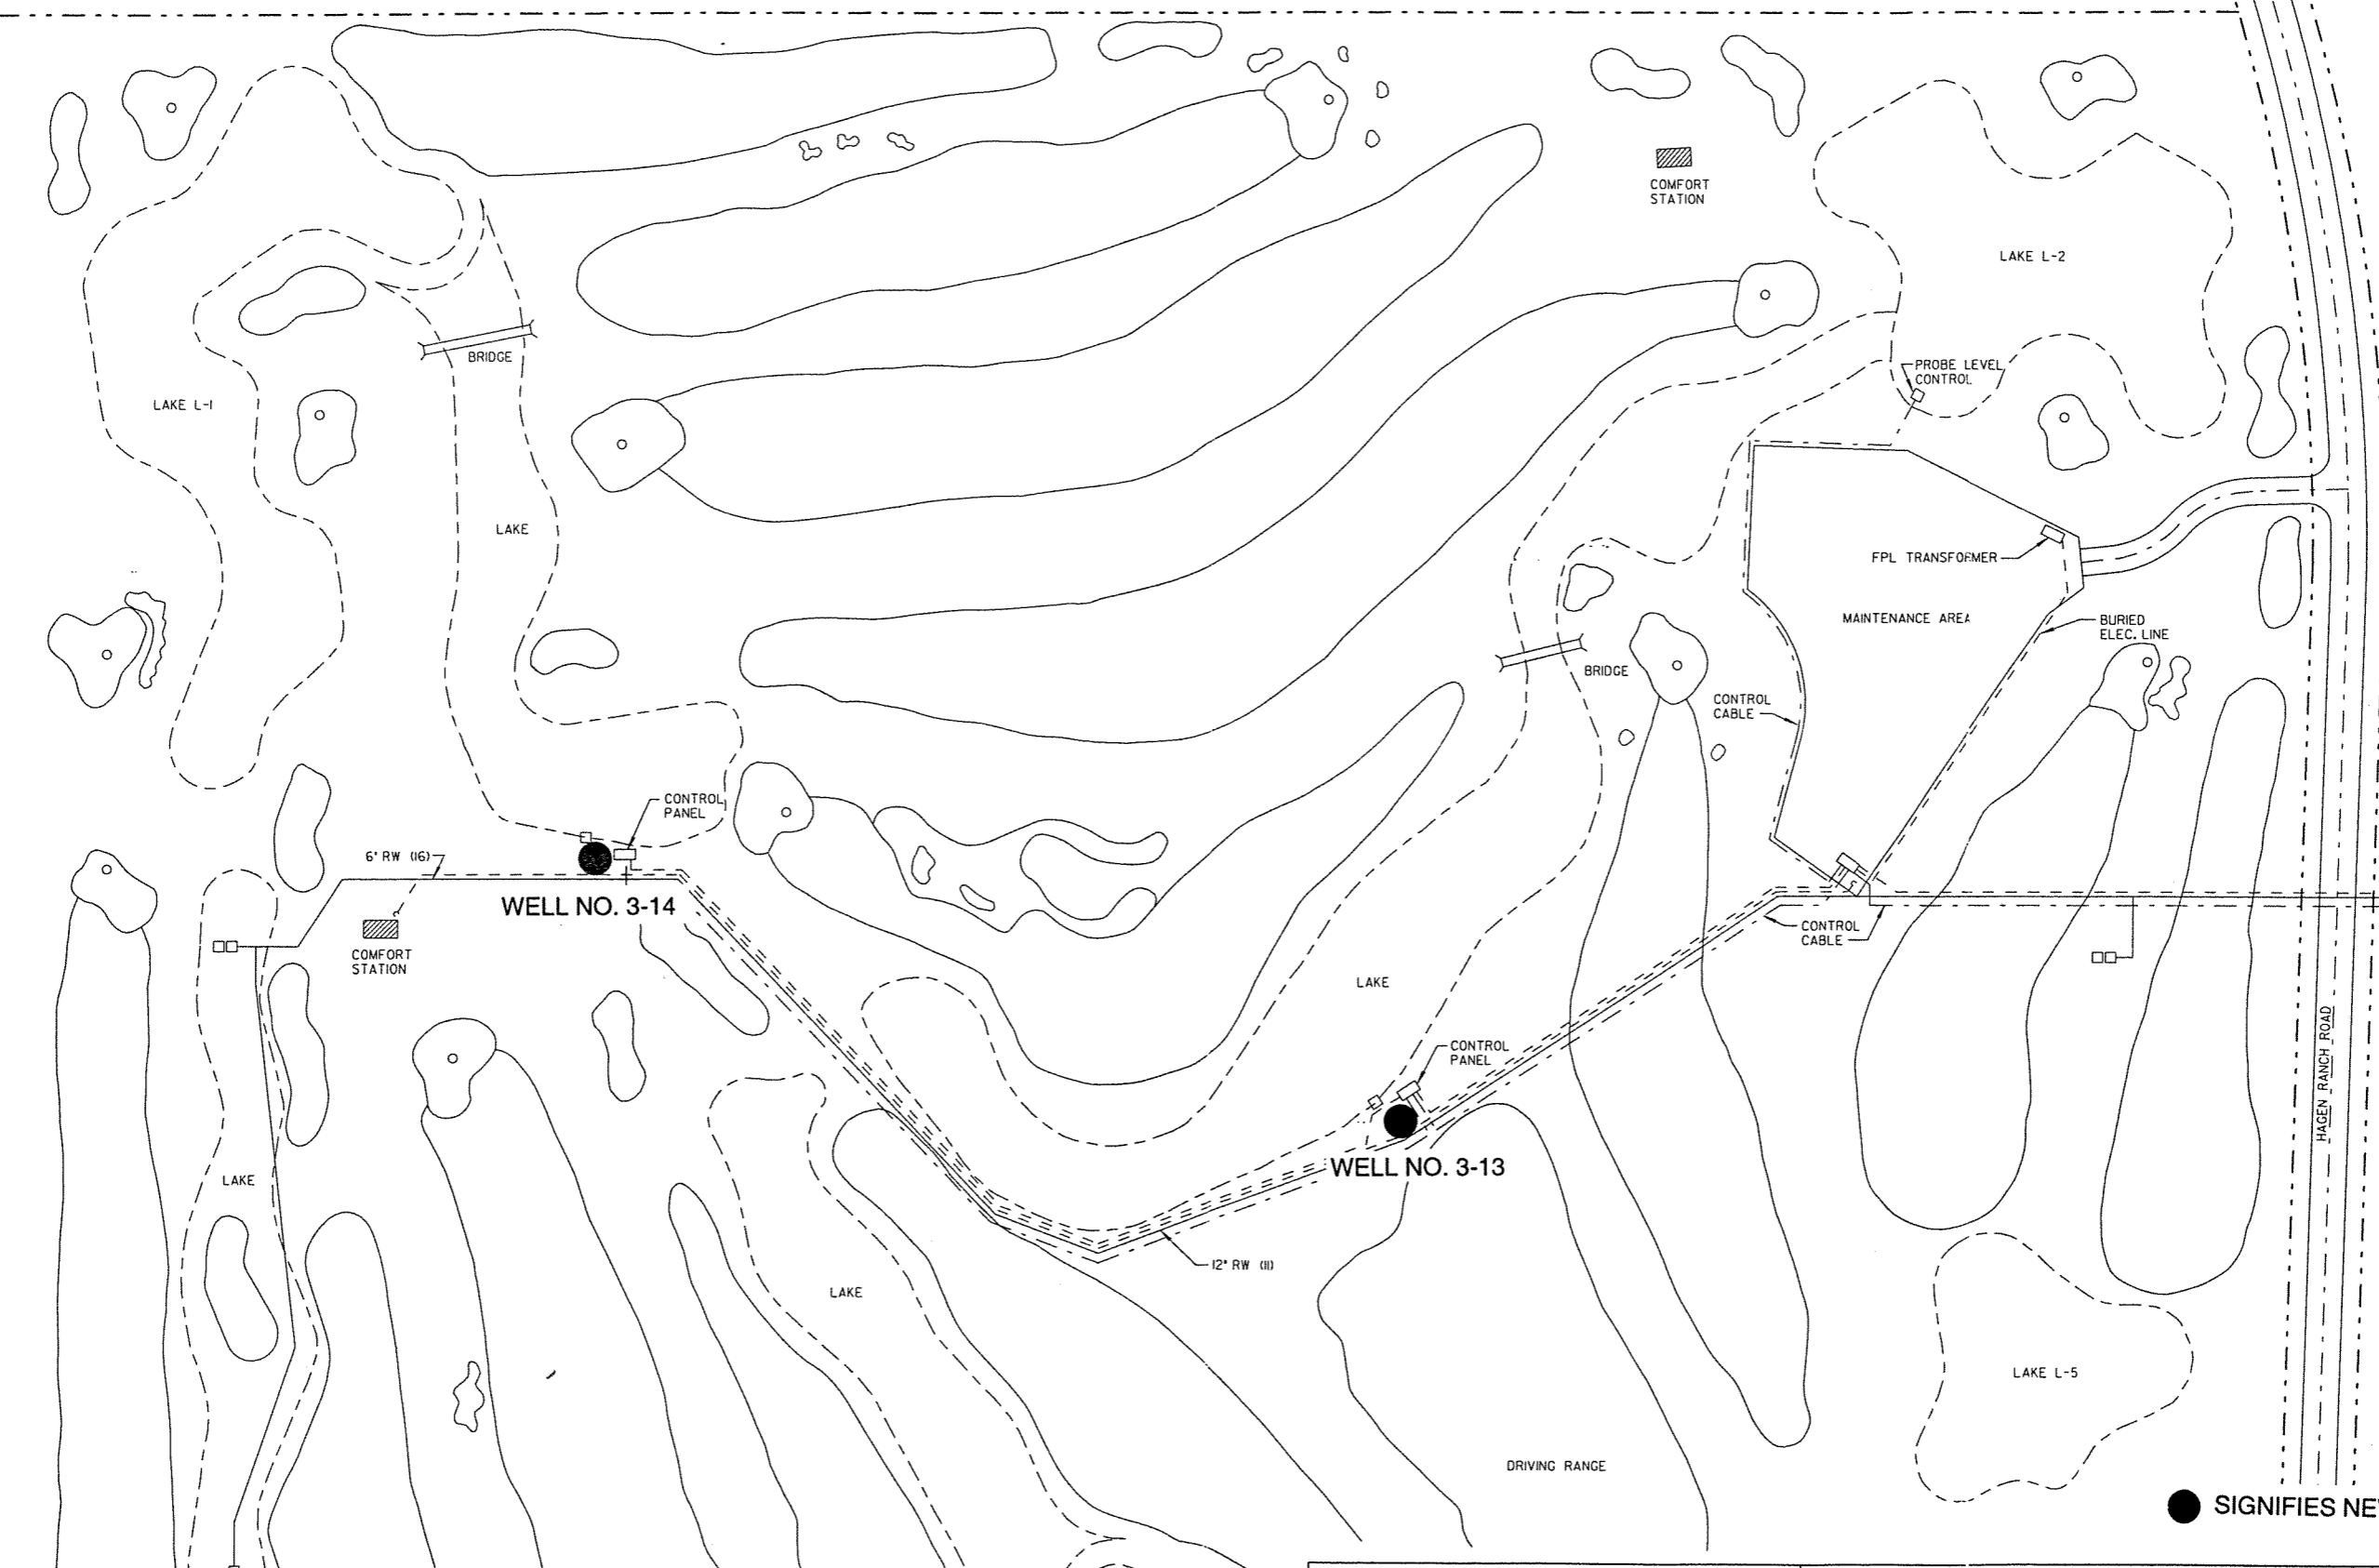 COMFORT
STATION
LAKE L-2
BRIDGE
PROBE LEVEL
CONTROL
LAKE L-1
LAKE
FPL TRANSFORMER
MAINTENANCE AREA
BURIED
ELEC. LINE
BRIDGE
CONTROL
CABLE
CONTROL
PANEL
6" RW (16)
WELL NO. 3-14
COMFORT
STATION
CONTROL
CABLE
LAKE
CONTROL
PANEL
HAGEN RANCH ROAD
WELL NO. 3-13
LAKE
12" RW (11)
LAKE
LAKE L-5
DRIVING RANGE
SIGNIFIES